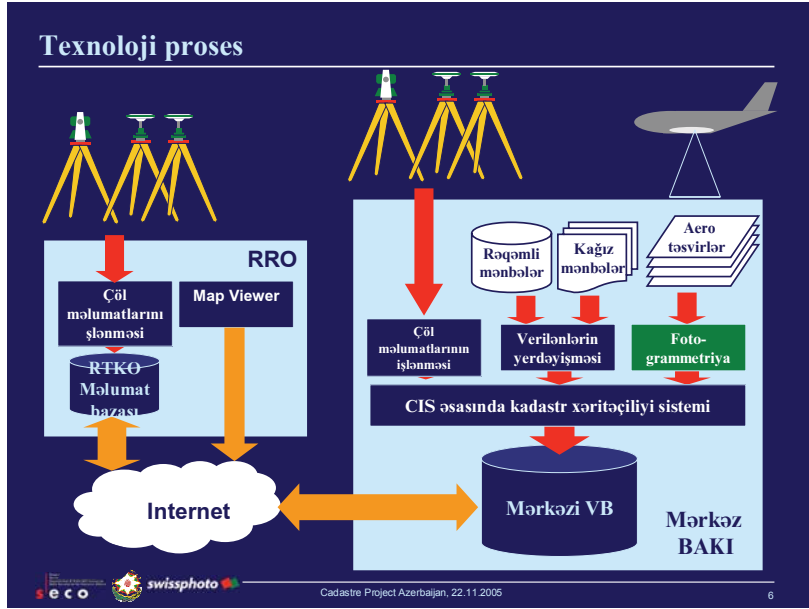 Texnoloji proses
RRO
Çöl
məlumatlarını
şlənməsi
Map Viewer
RTKO
Məlumat
bazası
Internet
Rəqəmli
mənbələr
Kağız
mənbələr
Aero
təsvirlər
Çöl
məlumatlarının
işlənməsi
Verilənlərin
yerdəyişməsi
Foto-
grammetriya
CIS əsasında kadastr xəritəçiliyi sistemi
Mərkəzi VB
Mərkəz
BAKI
seco
swissphoto
Cadastre Project Azerbaijan, 22.11.2005
6